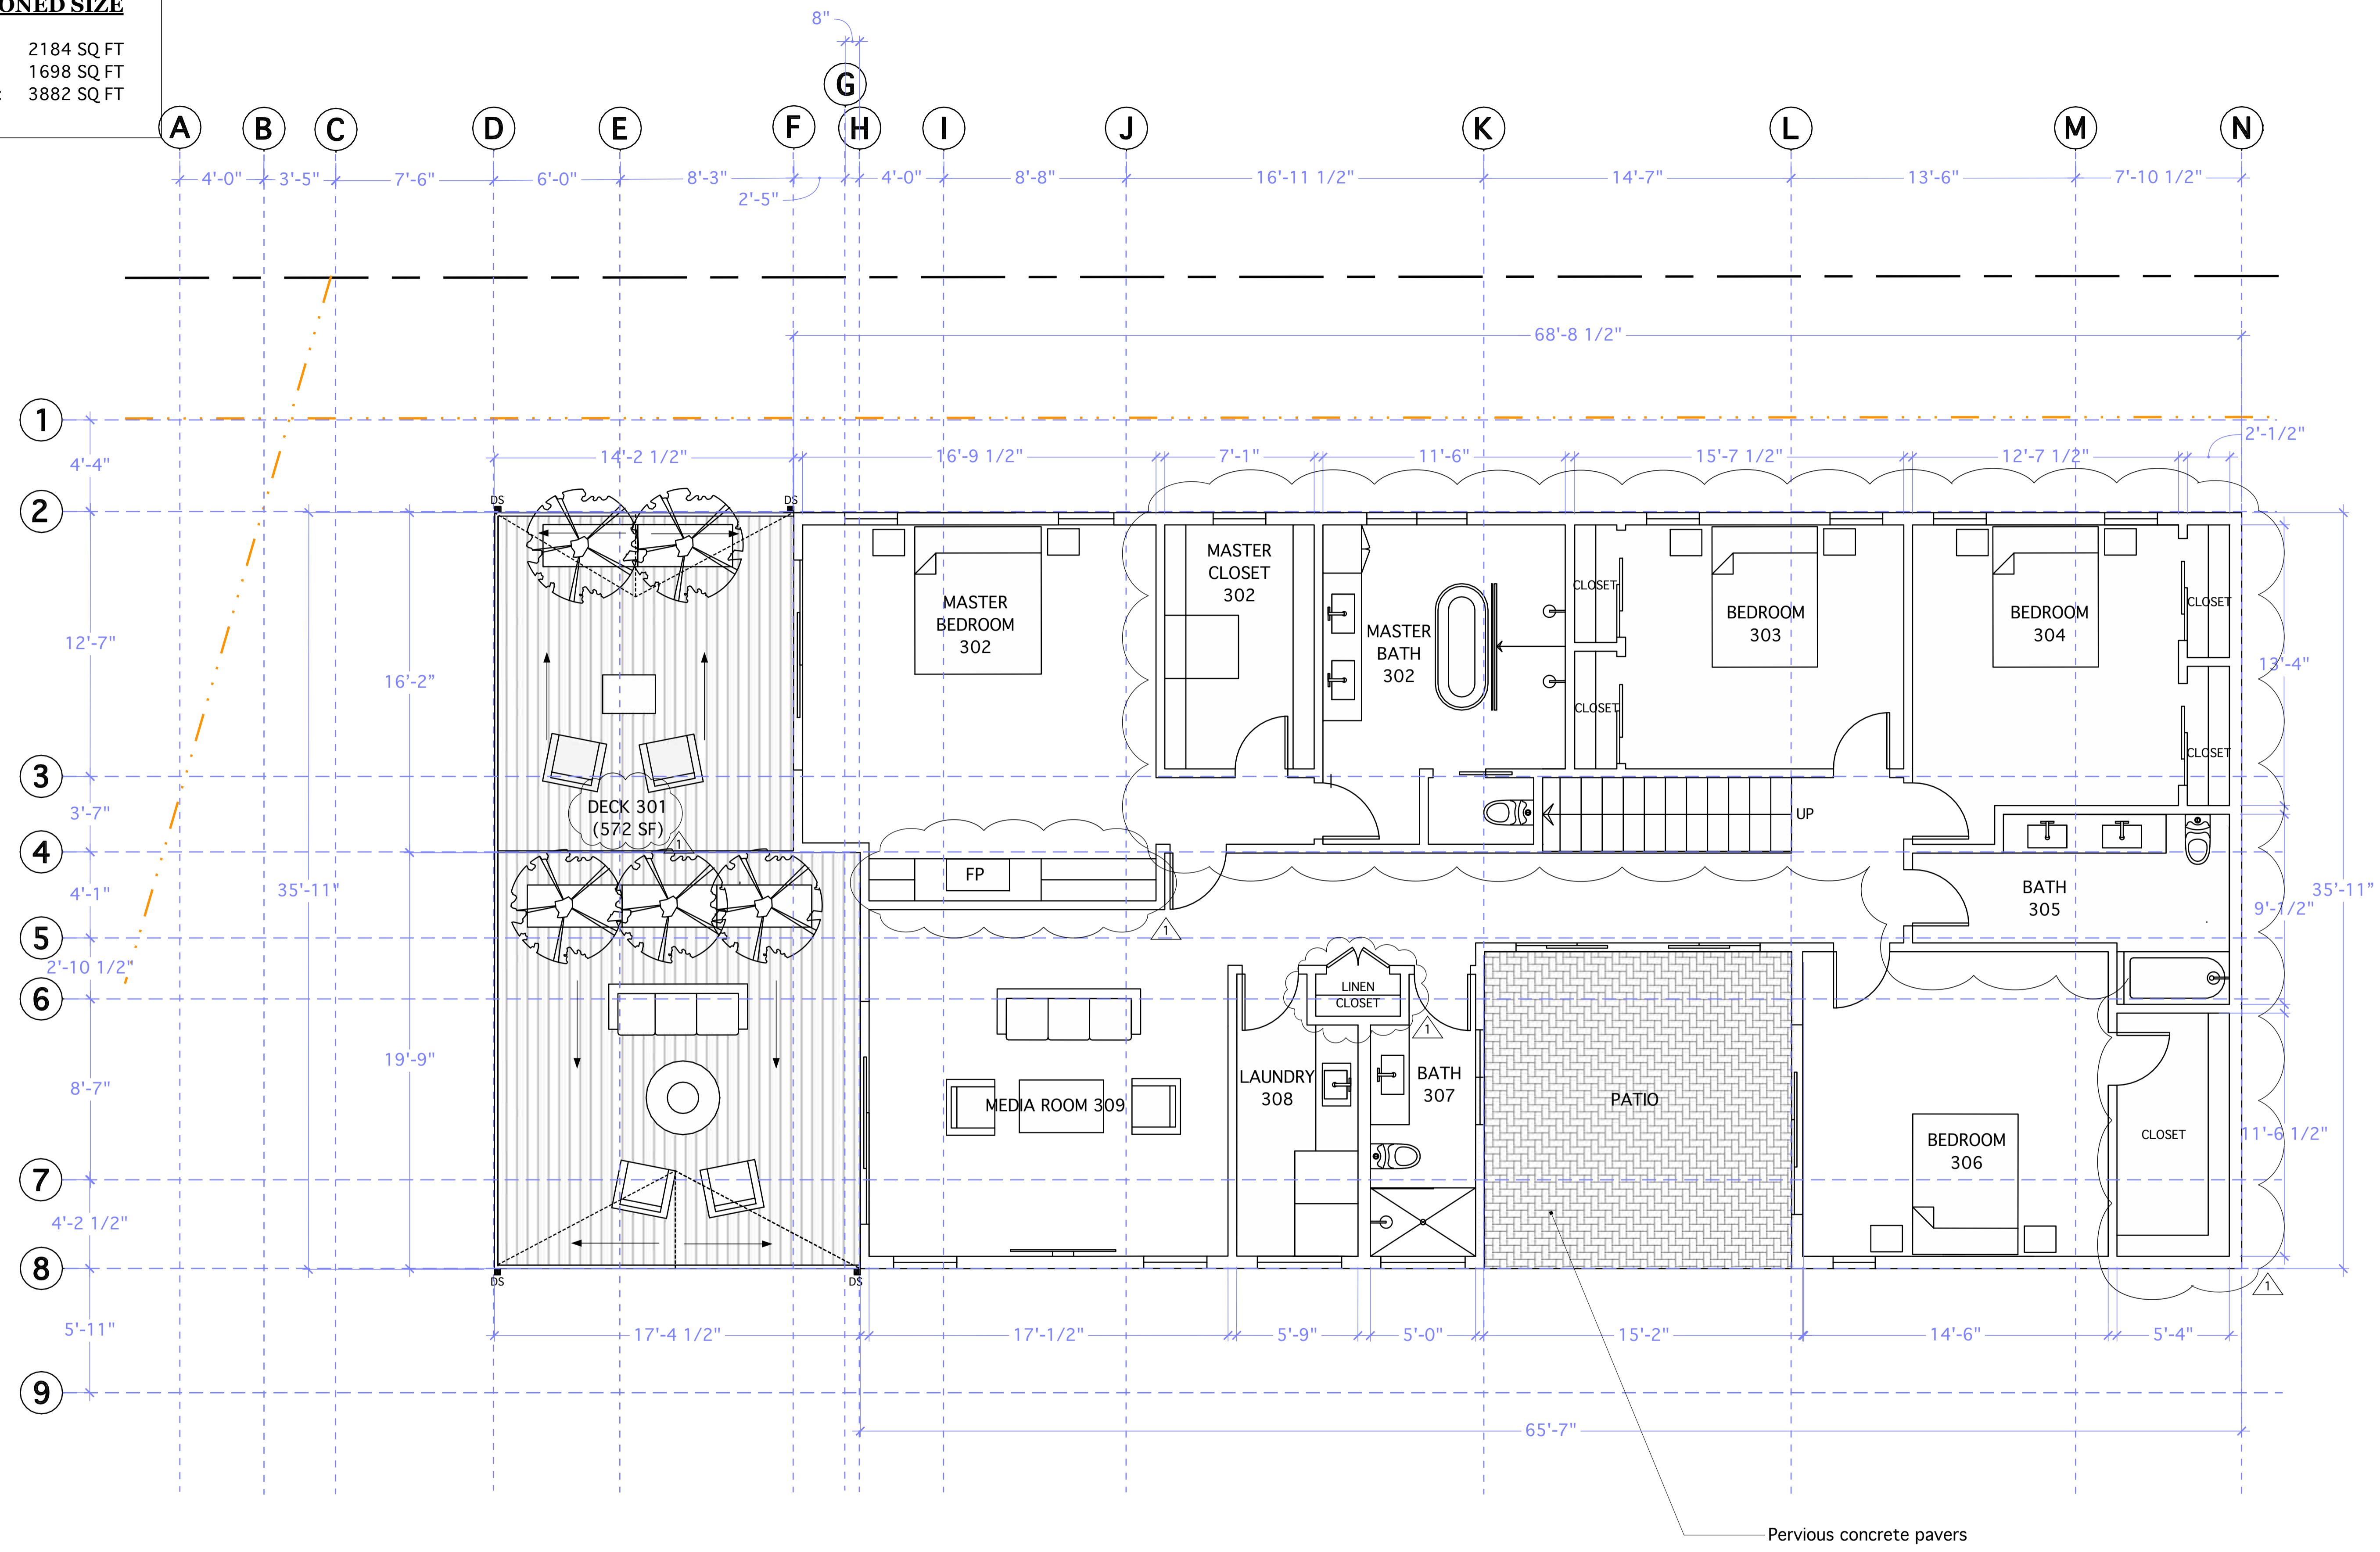 ONED SIZE
2184 SQ FT
1698 SQ FT
: 3882 SQ FT
8"
G
A B C D E F H I J K L M N
4'-0" 3'-5" 7'-6" 6'-0" 8'-3" 4'-0" 8'-8" 16'-11 1/2" 14'-7" 13'-6" 7'-10 1/2"
2'-5"
68'-8 1/2"
1
2'-1/2"
4'-4"
14'-2 1/2" 16'-9 1/2" 7'-1" 11'-6" 15'-7 1/2" 12'-7 1/2"
DS DS
2
MASTER
CLOSET
302
CLOSET
MASTER
BEDROOM
302
MASTER
BATH
302
BEDROOM
303
BEDROOM
304
CLOSET
12'-7"
16'-2"
13'-4"
CLOSET
CLOSET
3
3'-7"
DECK 301
(572 SF)
1
UP
4
4'-1"
35'-11"
FP
BATH
305
35'-11"
9'-1/2"
5
1
2'-10 1/2"
6
LINEN
CLOSET
1
19'-9"
8'-7"
LAUNDRY
308
BATH
307
MEDIA ROOM 309
PATIO
BEDROOM
306
CLOSET
11'-6 1/2"
7
4'-2 1/2"
8
DS DS
1
5'-11"
17'-4 1/2" 17'-1/2" 5'-9" 5'-0" 15'-2" 14'-6" 5'-4"
9
65'-7"
Pervious concrete pavers